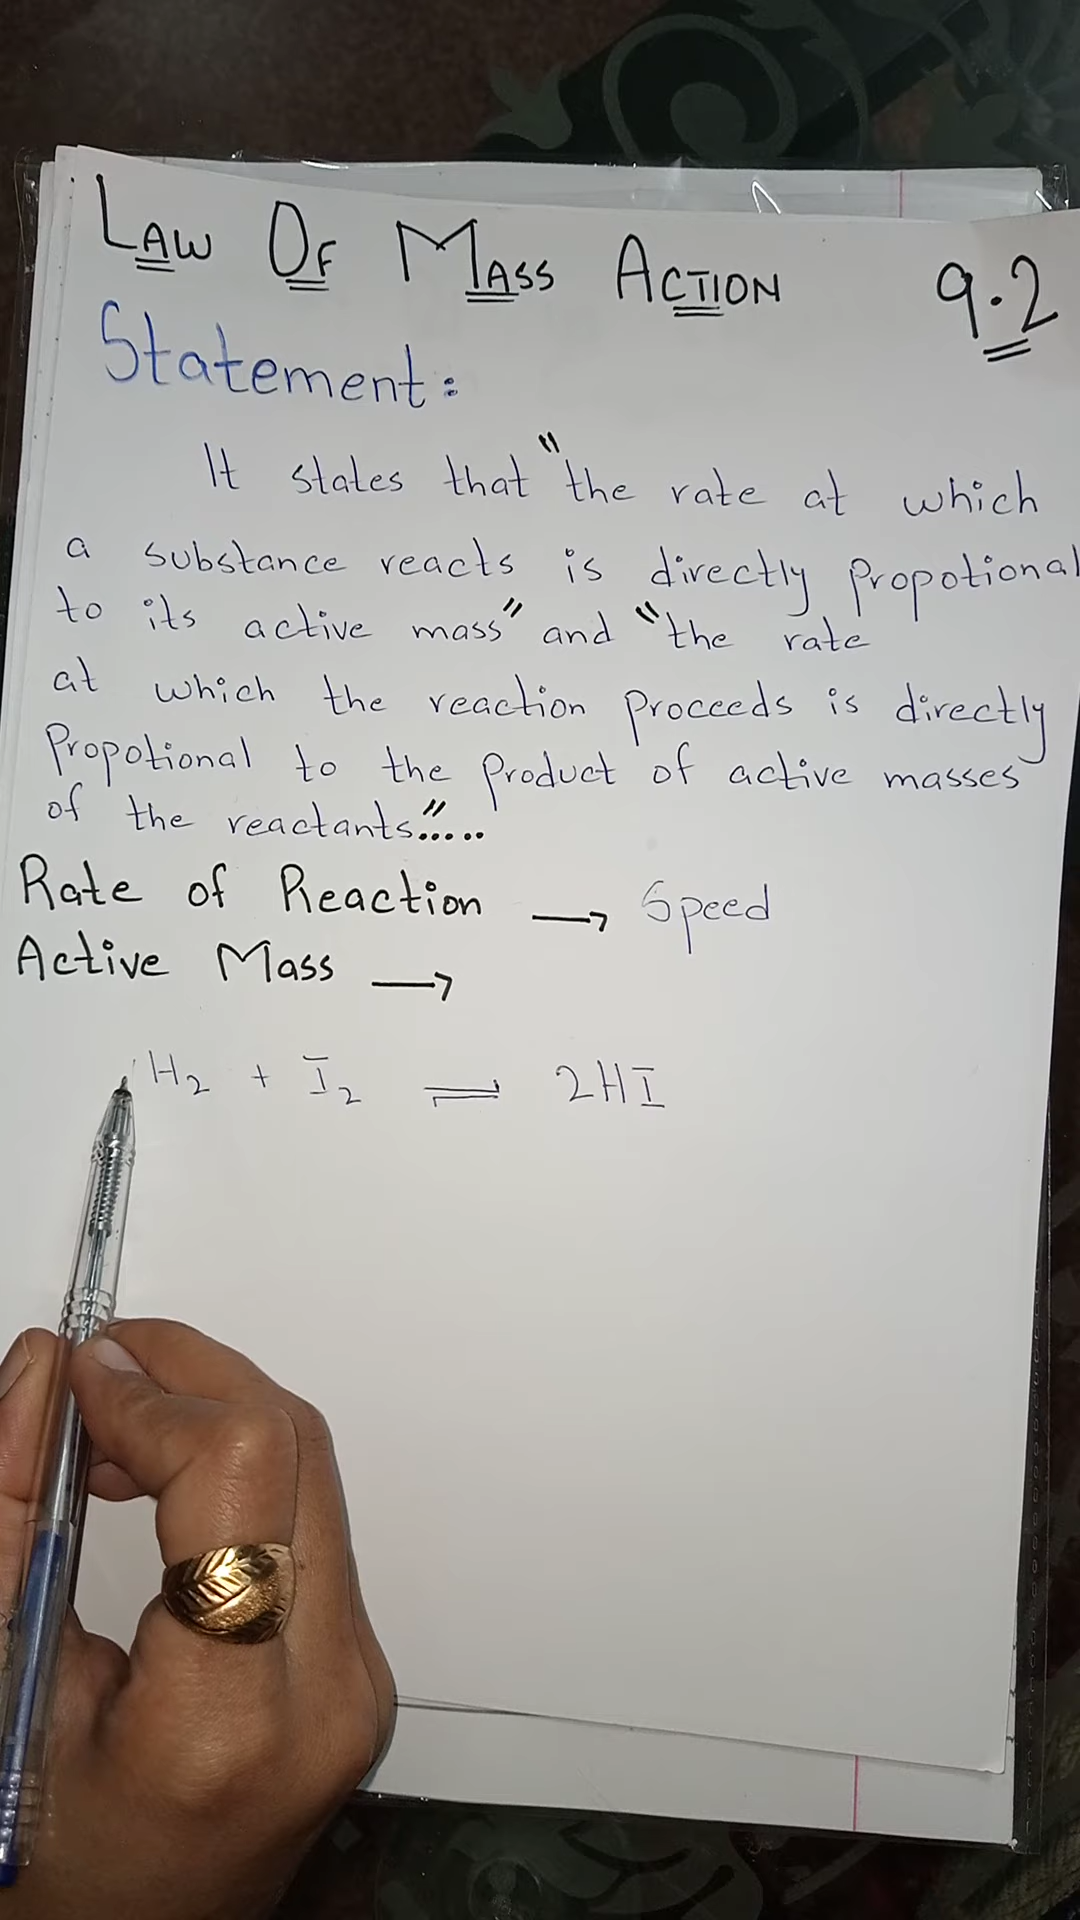 LAW OF MASS ACTION 9.2
Statement:
It states that "the rate at which
a substance reacts is directly Propotional
to its active mass" and "the rate
at which the reaction Proceeds is directly
Propotional to the Product of active masses
of the reactants".....
Rate of Reaction → Speed
Active Mass →
H₂ + I₂ ⇌ 2HI